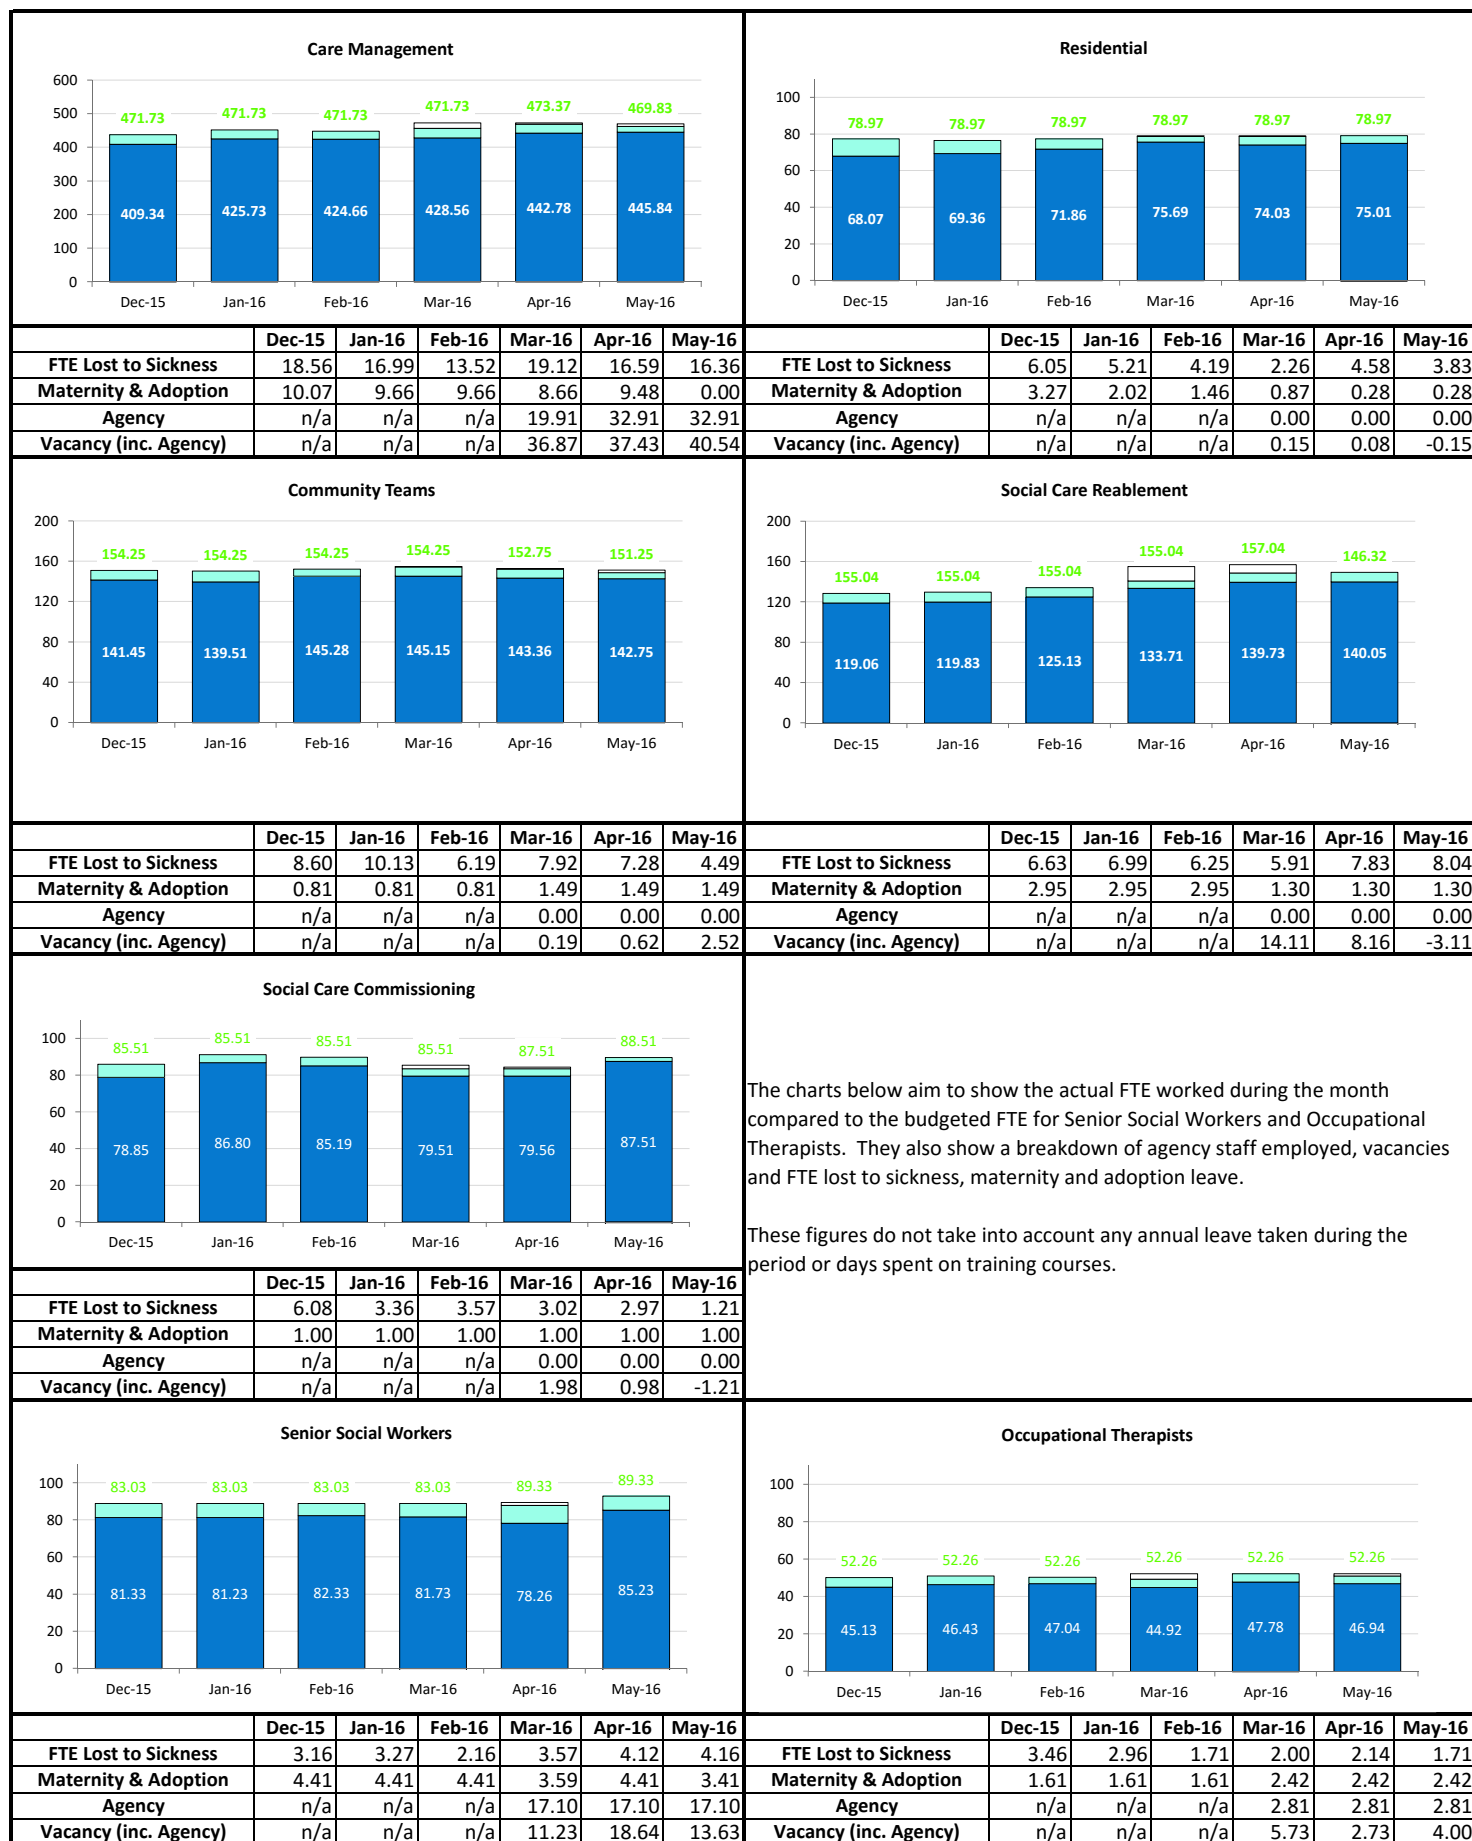 Care Management
600
500
400
300
200
100
0
471.73 471.73 471.73 471.73 473.37 469.83
409.34 425.73 424.66 428.56 442.78 445.84
Dec-15 Jan-16 Feb-16 Mar-16 Apr-16 May-16
Dec-15 Jan-16 Feb-16 Mar-16 Apr-16 May-16
FTE Lost to Sickness 18.56 16.99 13.52 19.12 16.59 16.36
Maternity & Adoption 10.07 9.66 9.66 8.66 9.48 0.00
Agency n/a n/a n/a 19.91 32.91 32.91
Vacancy (inc. Agency) n/a n/a n/a 36.87 37.43 40.54
Residential
100
80
60
40
20
0
78.97 78.97 78.97 78.97 78.97 78.97
68.07 69.36 71.86 75.69 74.03 75.01
Dec-15 Jan-16 Feb-16 Mar-16 Apr-16 May-16
Dec-15 Jan-16 Feb-16 Mar-16 Apr-16 May-16
FTE Lost to Sickness 6.05 5.21 4.19 2.26 4.58 3.83
Maternity & Adoption 3.27 2.02 1.46 0.87 0.28 0.28
Agency n/a n/a n/a 0.00 0.00 0.00
Vacancy (inc. Agency) n/a n/a n/a 0.15 0.08 -0.15
Community Teams
200
160
120
80
40
0
154.25 154.25 154.25 154.25 152.75 151.25
141.45 139.51 145.28 145.15 143.36 142.75
Dec-15 Jan-16 Feb-16 Mar-16 Apr-16 May-16
Dec-15 Jan-16 Feb-16 Mar-16 Apr-16 May-16
FTE Lost to Sickness 8.60 10.13 6.19 7.92 7.28 4.49
Maternity & Adoption 0.81 0.81 0.81 1.49 1.49 1.49
Agency n/a n/a n/a 0.00 0.00 0.00
Vacancy (inc. Agency) n/a n/a n/a 0.19 0.62 2.52
Social Care Reablement
200
160
120
80
40
0
155.04 155.04 155.04 155.04 157.04 146.32
119.06 119.83 125.13 133.71 139.73 140.05
Dec-15 Jan-16 Feb-16 Mar-16 Apr-16 May-16
Dec-15 Jan-16 Feb-16 Mar-16 Apr-16 May-16
FTE Lost to Sickness 6.63 6.99 6.25 5.91 7.83 8.04
Maternity & Adoption 2.95 2.95 2.95 1.30 1.30 1.30
Agency n/a n/a n/a 0.00 0.00 0.00
Vacancy (inc. Agency) n/a n/a n/a 14.11 8.16 -3.11
Social Care Commissioning
100
80
60
40
20
0
85.51 85.51 85.51 85.51 87.51 88.51
78.85 86.80 85.19 79.51 79.56 87.51
Dec-15 Jan-16 Feb-16 Mar-16 Apr-16 May-16
Dec-15 Jan-16 Feb-16 Mar-16 Apr-16 May-16
FTE Lost to Sickness 6.08 3.36 3.57 3.02 2.97 1.21
Maternity & Adoption 1.00 1.00 1.00 1.00 1.00 1.00
Agency n/a n/a n/a 0.00 0.00 0.00
Vacancy (inc. Agency) n/a n/a n/a 1.98 0.98 -1.21
The charts below aim to show the actual FTE worked during the month
compared to the budgeted FTE for Senior Social Workers and Occupational
Therapists. They also show a breakdown of agency staff employed, vacancies
and FTE lost to sickness, maternity and adoption leave.
These figures do not take into account any annual leave taken during the
period or days spent on training courses.
Senior Social Workers
100
80
60
40
20
0
83.03 83.03 83.03 83.03 89.33 89.33
81.33 81.23 82.33 81.73 78.26 85.23
Dec-15 Jan-16 Feb-16 Mar-16 Apr-16 May-16
Dec-15 Jan-16 Feb-16 Mar-16 Apr-16 May-16
FTE Lost to Sickness 3.16 3.27 2.16 3.57 4.12 4.16
Maternity & Adoption 4.41 4.41 4.41 3.59 4.41 3.41
Agency n/a n/a n/a 17.10 17.10 17.10
Vacancy (inc. Agency) n/a n/a n/a 11.23 18.64 13.63
Occupational Therapists
100
80
60
40
20
0
52.26 52.26 52.26 52.26 52.26 52.26
45.13 46.43 47.04 44.92 47.78 46.94
Dec-15 Jan-16 Feb-16 Mar-16 Apr-16 May-16
Dec-15 Jan-16 Feb-16 Mar-16 Apr-16 May-16
FTE Lost to Sickness 3.46 2.96 1.71 2.00 2.14 1.71
Maternity & Adoption 1.61 1.61 1.61 2.42 2.42 2.42
Agency n/a n/a n/a 2.81 2.81 2.81
Vacancy (inc. Agency) n/a n/a n/a 5.73 2.73 4.00